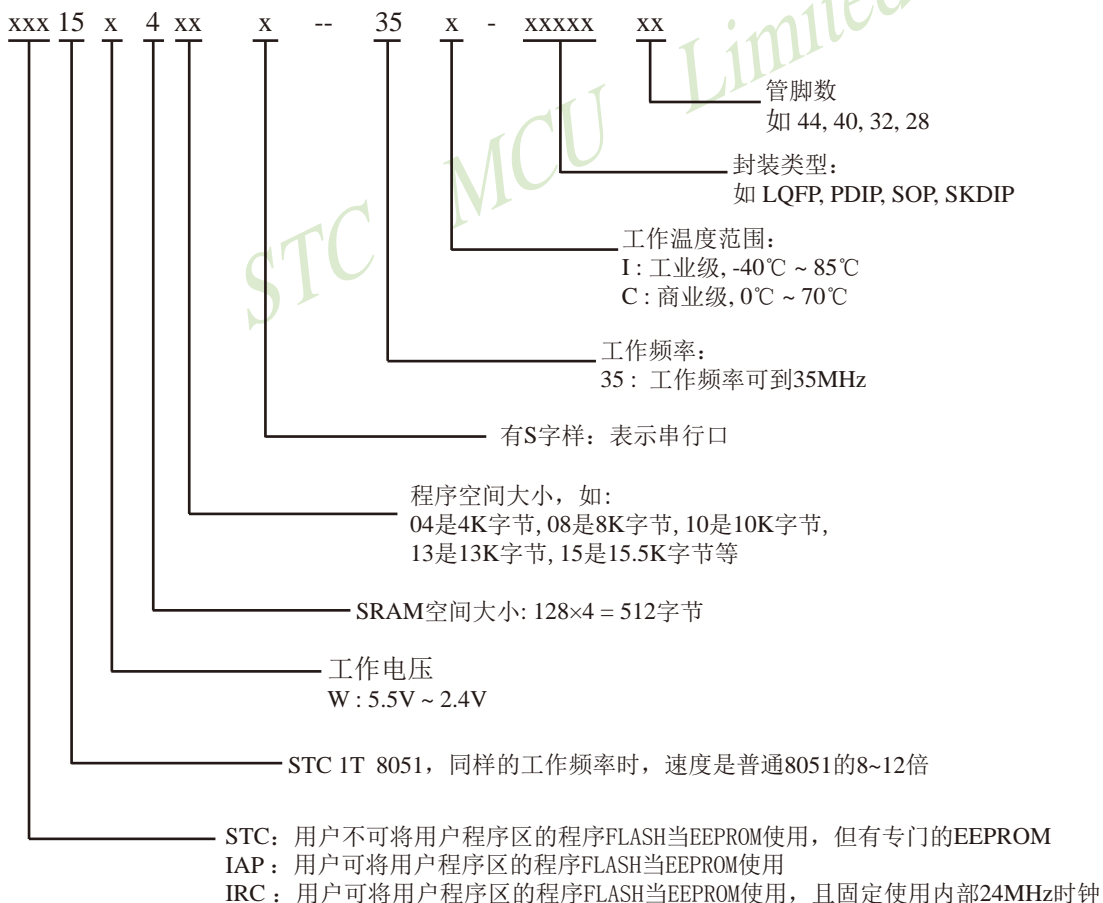 xxx 15 x 4 xx x -- 35 x - xxxxx xx
管脚数
如 44, 40, 32, 28
封装类型：
如 LQFP, PDIP, SOP, SKDIP
工作温度范围：
I : 工业级, -40℃ ~ 85℃
C : 商业级, 0℃ ~ 70℃
工作频率：
35 : 工作频率可到35MHz
有S字样：表示串行口
程序空间大小，如：
04是4K字节, 08是8K字节, 10是10K字节,
13是13K字节, 15是15.5K字节等
SRAM空间大小: 128×4 = 512字节
工作电压
W : 5.5V ~ 2.4V
STC 1T 8051，同样的工作频率时，速度是普通8051的8~12倍
STC：用户不可将用户程序区的程序FLASH当EEPROM使用，但有专门的EEPROM
IAP：用户可将用户程序区的程序FLASH当EEPROM使用
IRC：用户可将用户程序区的程序FLASH当EEPROM使用，且固定使用内部24MHz时钟
STC MCU Limited